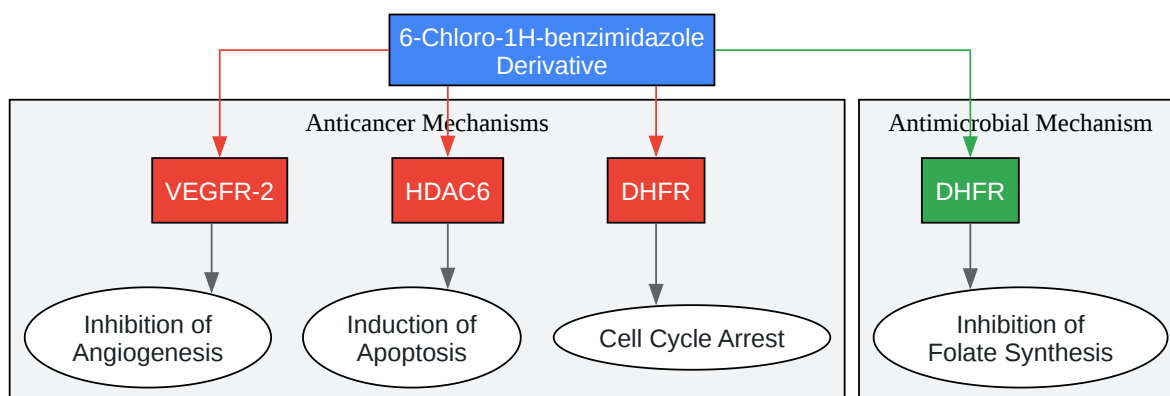 6-Chloro-1H-benzimidazole
Derivative
Anticancer Mechanisms
Antimicrobial Mechanism
VEGFR-2
HDAC6
DHFR
DHFR
Inhibition of
Angiogenesis
Induction of
Apoptosis
Cell Cycle Arrest
Inhibition of
Folate Synthesis